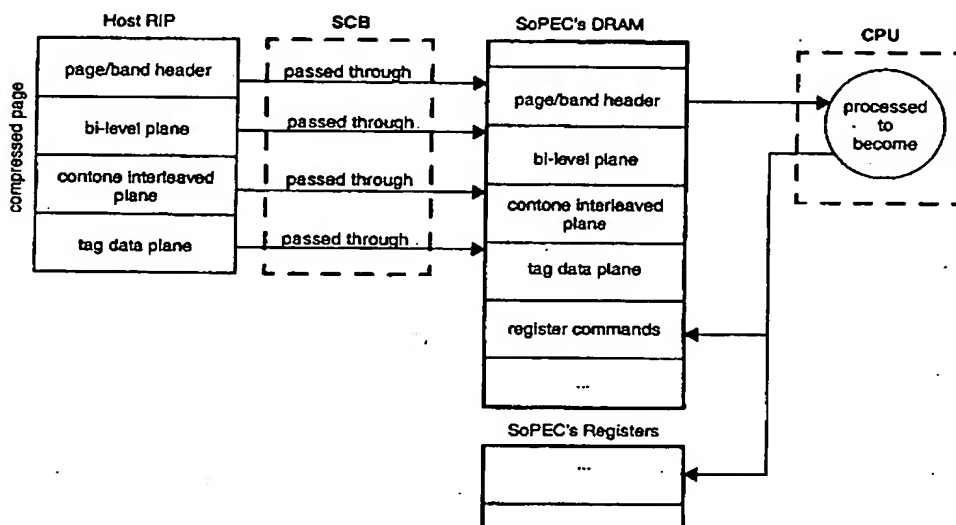 Host RIP
page/band header
bi-level plane
contone interleaved
plane
tag data plane
compressed page
SCB
passed through
passed through
passed through
passed through
SoPEC's DRAM
page/band header
bi-level plane
contone interleaved
plane
tag data plane
register commands
...
CPU
processed
to
become
SoPEC's Registers
...